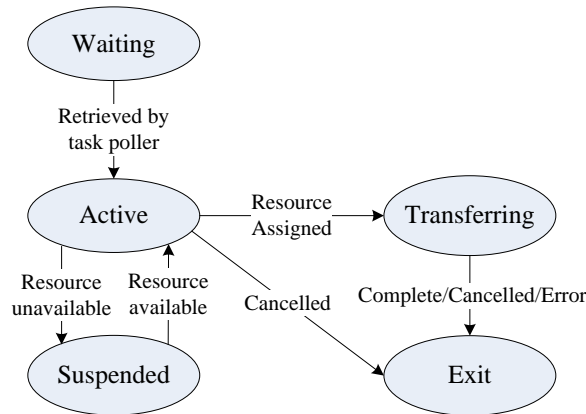 Waiting
Retrieved by
task poller
Active
Resource
Assigned
Transferring
Resource
unavailable
Resource
available
Cancelled
Complete/Cancelled/Error
Suspended
Exit